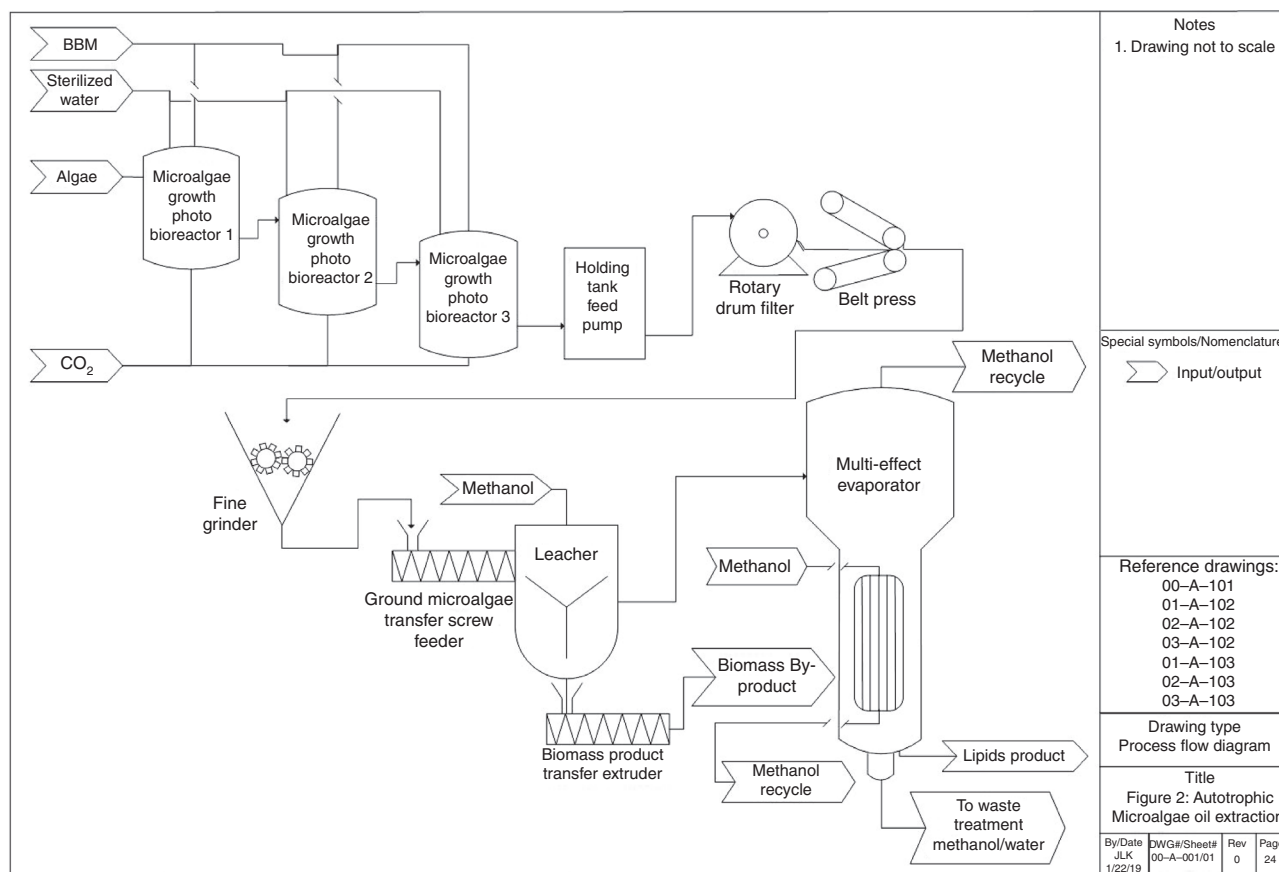 BBM
Sterilized
water
Algae
CO2
Microalgae
growth
photo
bioreactor 1
Microalgae
growth
photo
bioreactor 2
Microalgae
growth
photo
bioreactor 3
Holding
tank
feed
pump
Rotary
drum filter
Belt press
Fine
grinder
Methanol
Leacher
Ground microalgae
transfer screw
feeder
Biomass By-
product
Biomass product
transfer extruder
Methanol
recycle
Multi-effect
evaporator
Methanol
Methanol
recycle
Lipids product
To waste
treatment
methanol/water
Notes
1. Drawing not to scale
Special symbols/Nomenclature
Input/output
Reference drawings:
00–A–101
01–A–102
02–A–102
03–A–102
01–A–103
02–A–103
03–A–103
Drawing type
Process flow diagram
Title
Figure 2: Autotrophic
Microalgae oil extraction
By/Date
JLK
1/22/19
DWG#/Sheet#
00–A–001/01
Rev
0
Page
24